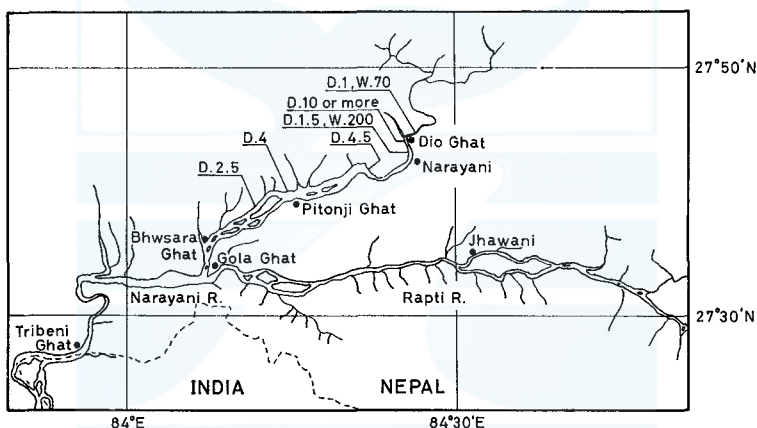 27°50'N
D.1, W.70
D.10 or more
D.1.5, W.200
Dio Ghat
D.4
D.4.5
Narayani
D.2.5
Pitonji Ghat
Bhwsara
Ghat
Jhawani
Gola Ghat
Narayani R.
Rapti R.
27°30'N
Tribeni
Ghat
INDIA
NEPAL
84°E
84°30'E